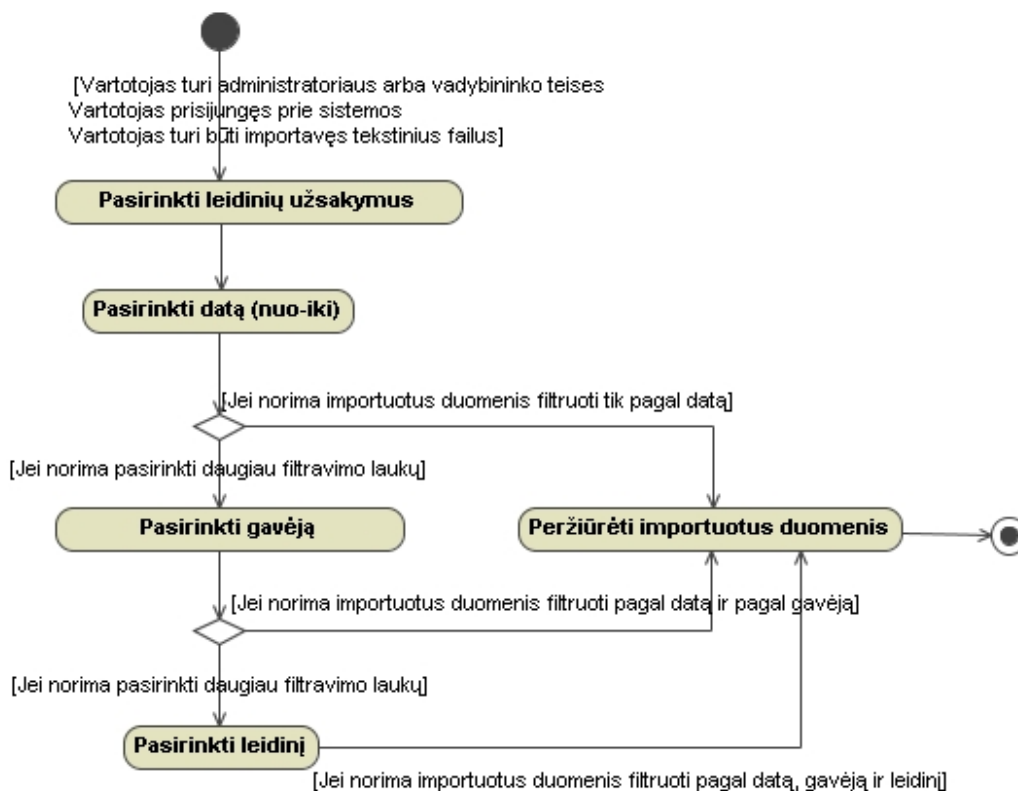 [Vartotojas turi administratoriaus arba vadybininko teises
Vartotojas prisijungęs prie sistemos
Vartotojas turi būti importavęs tekstinius failus]
Pasirinkti leidinių užsakymus
Pasirinkti datą (nuo-iki)
[Jei norima importuotus duomenis filtruoti tik pagal datą]
[Jei norima pasirinkti daugiau filtravimo laukų]
Pasirinkti gavėją
Peržiūrėti importuotus duomenis
[Jei norima importuotus duomenis filtruoti pagal datą ir pagal gavėją]
[Jei norima pasirinkti daugiau filtravimo laukų]
Pasirinkti leidinį
[Jei norima importuotus duomenis filtruoti pagal datą, gavėją ir leidinį]